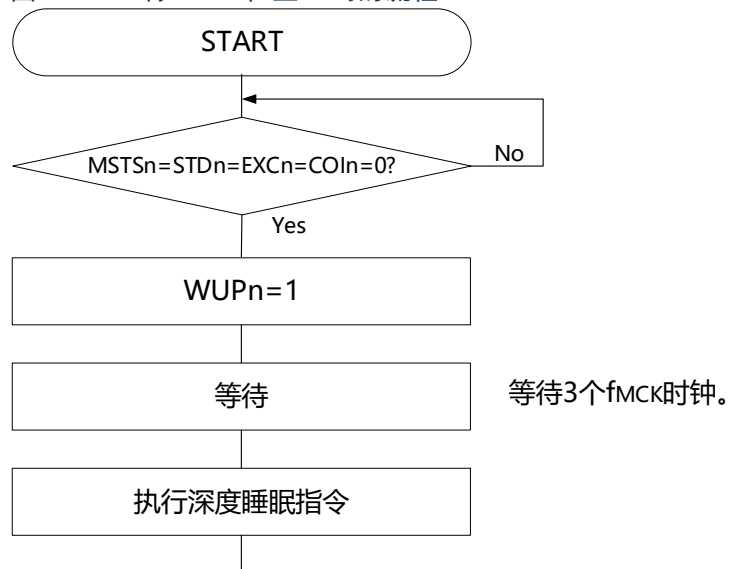 START
MSTSn=STDn=EXCn=COIn=0?
No
Yes
WUPn=1
等待
等待3个fMCK时钟。
执行深度睡眠指令